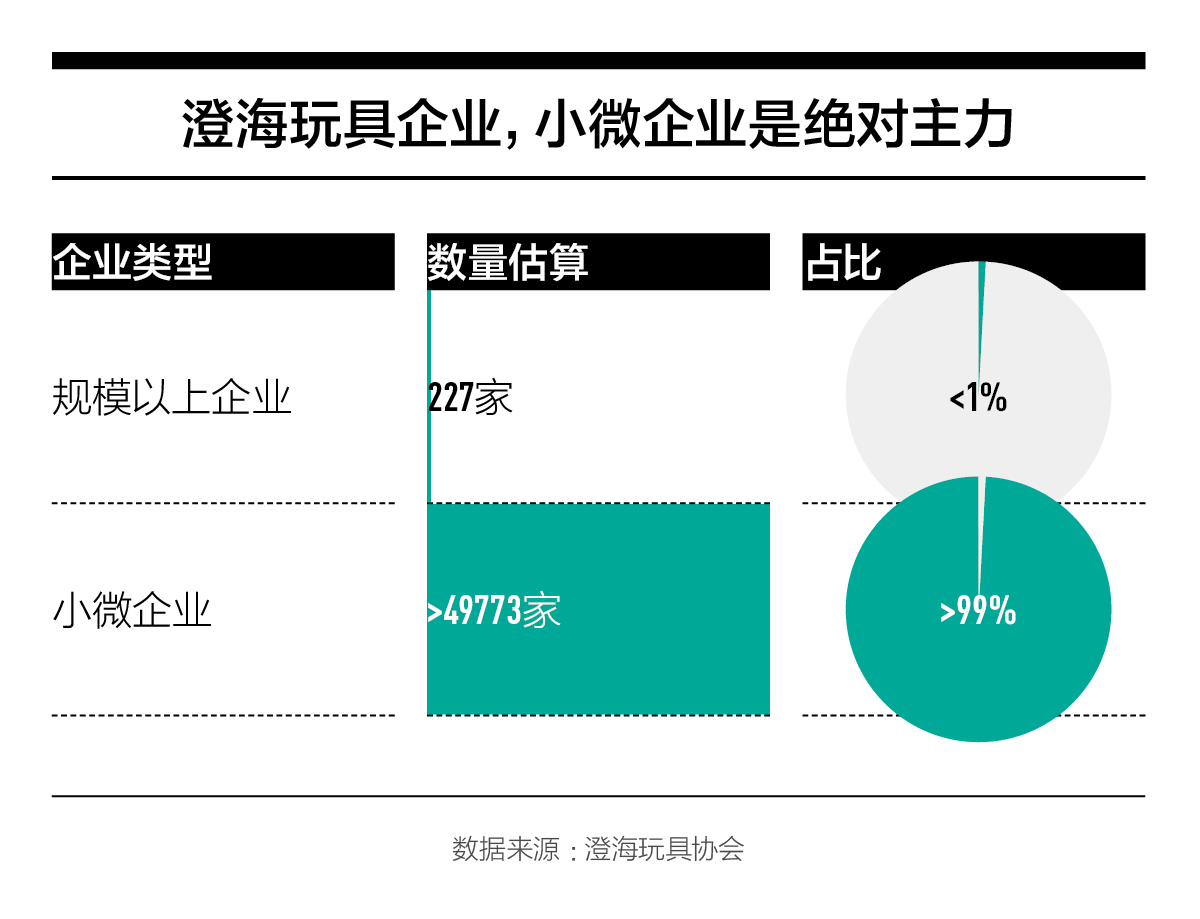 澄海玩具企业，小微企业是绝对主力
企业类型 数量估算 占比
规模以上企业 227家 <1%
小微企业 >49773家 >99%
数据来源：澄海玩具协会